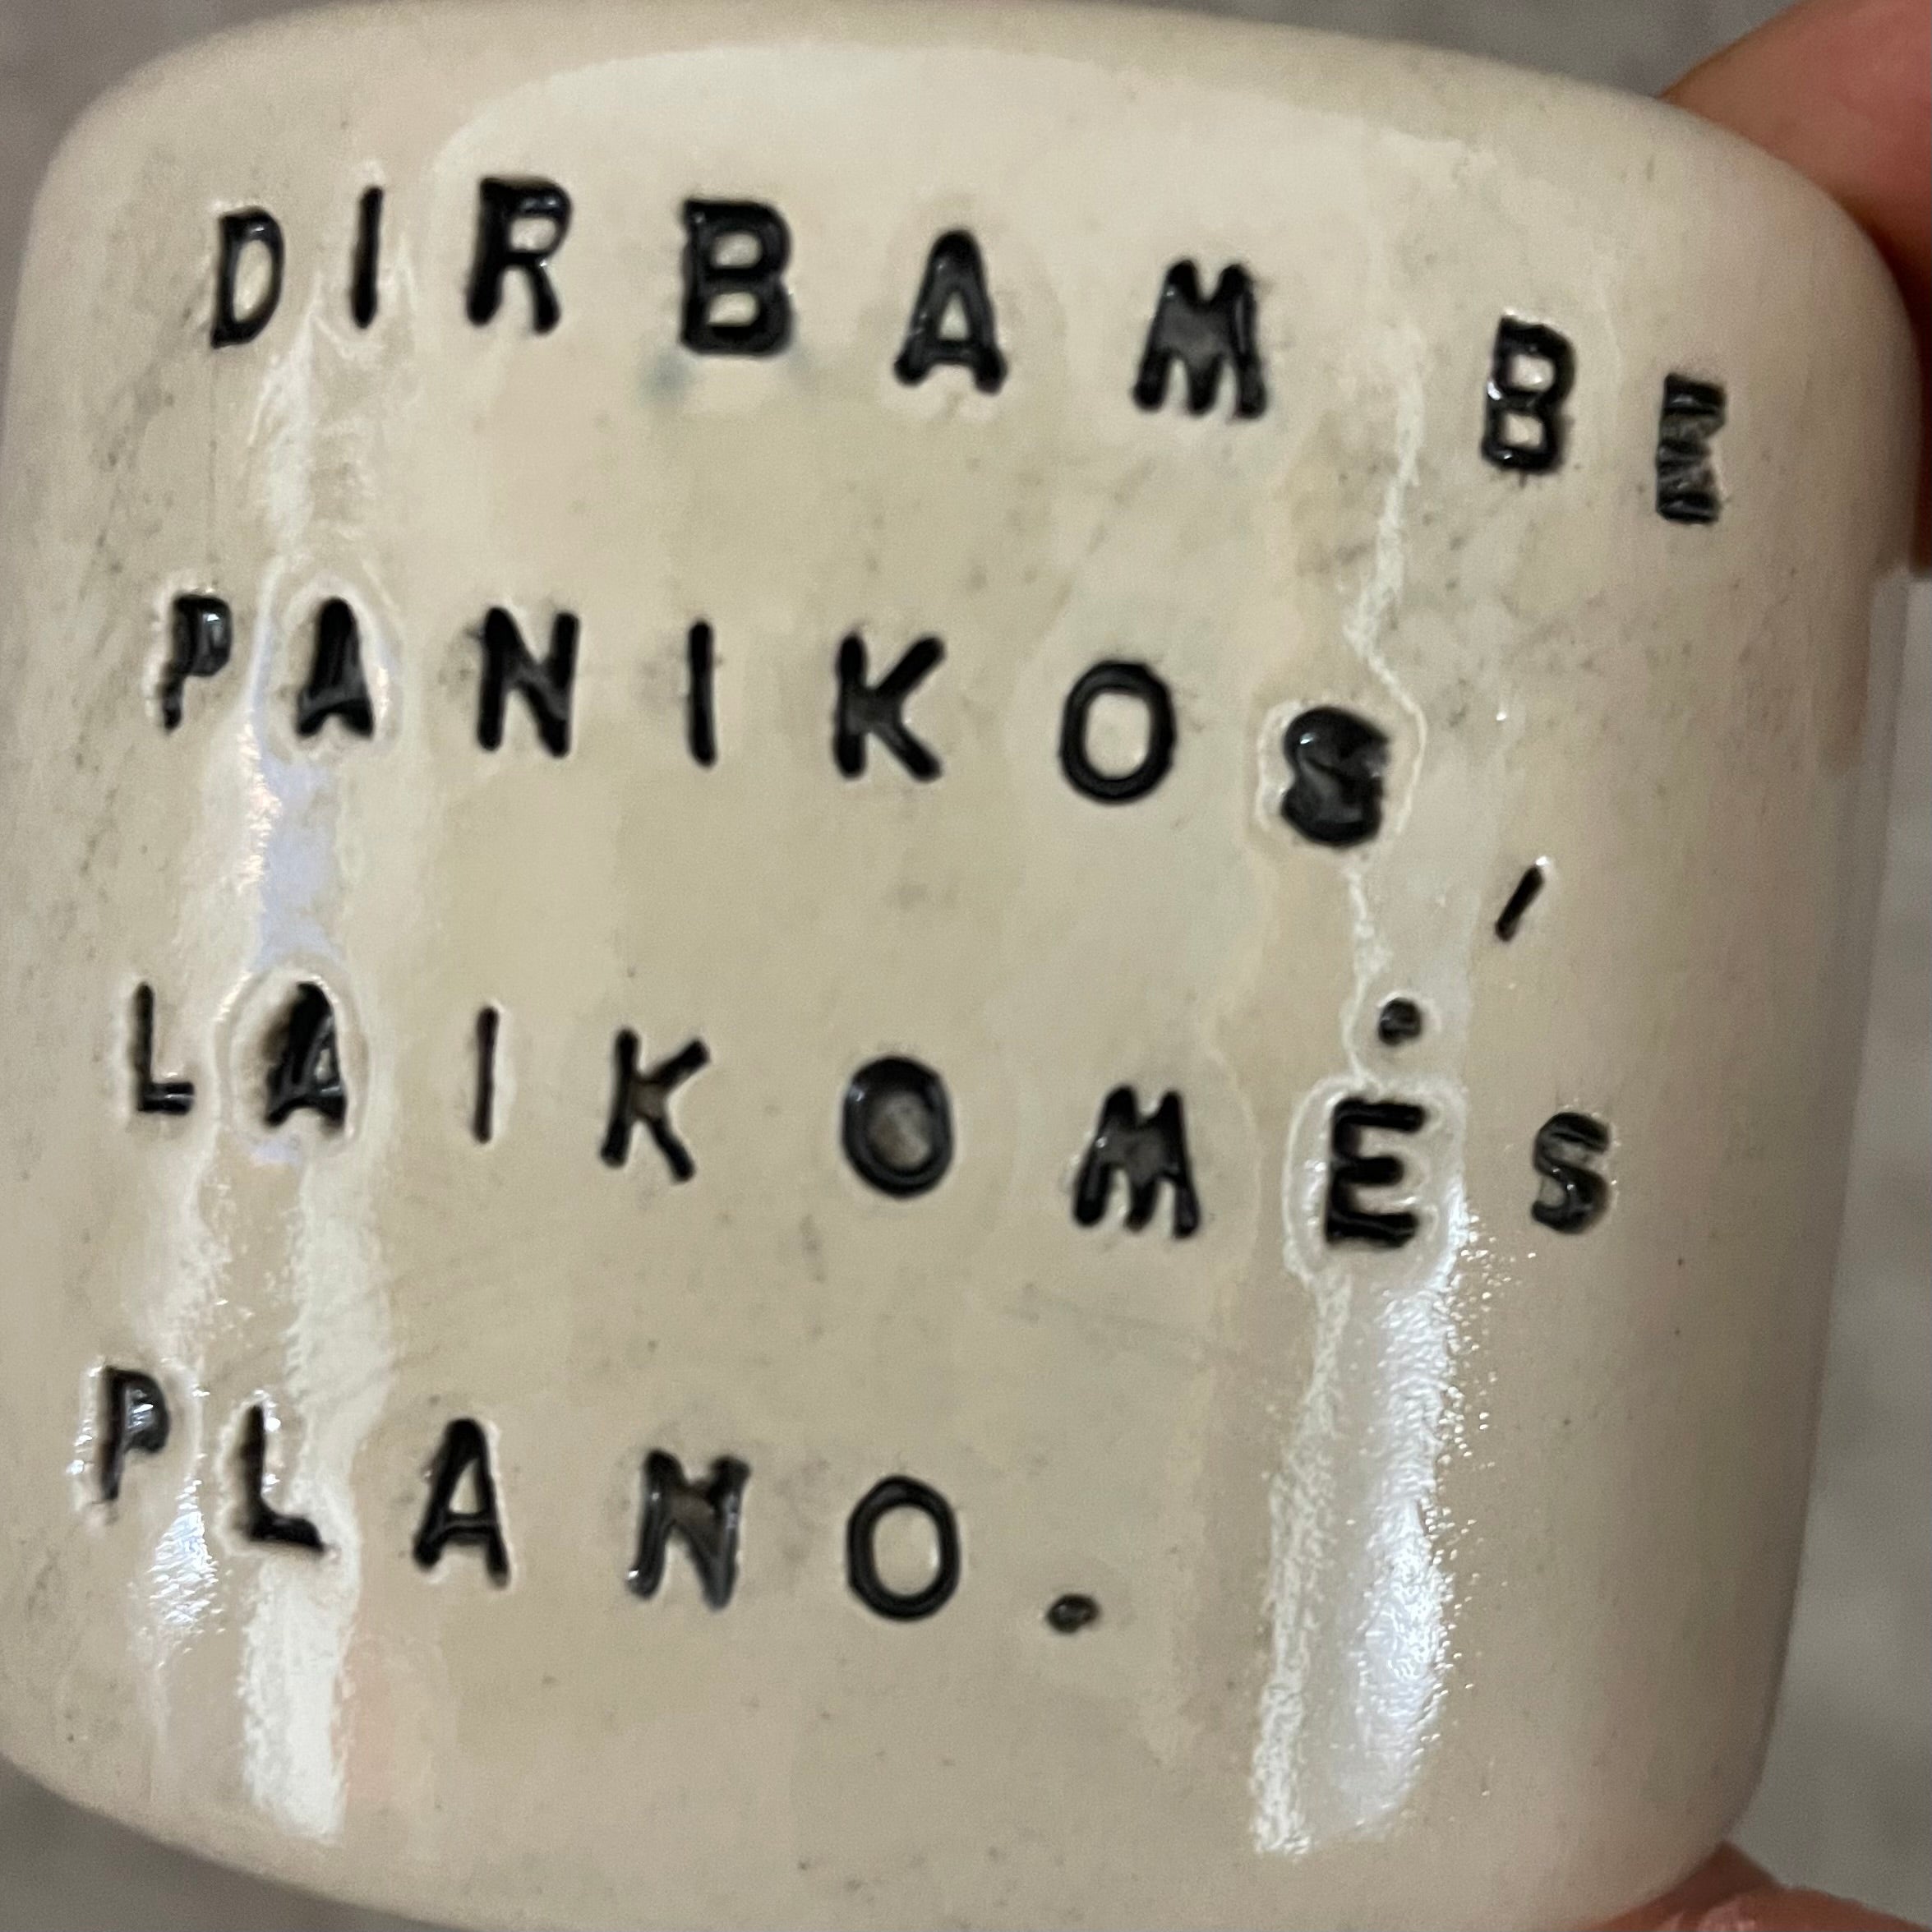 DIRBAM BE
PANIKOS,
LAIKOMĖS
PLANO.